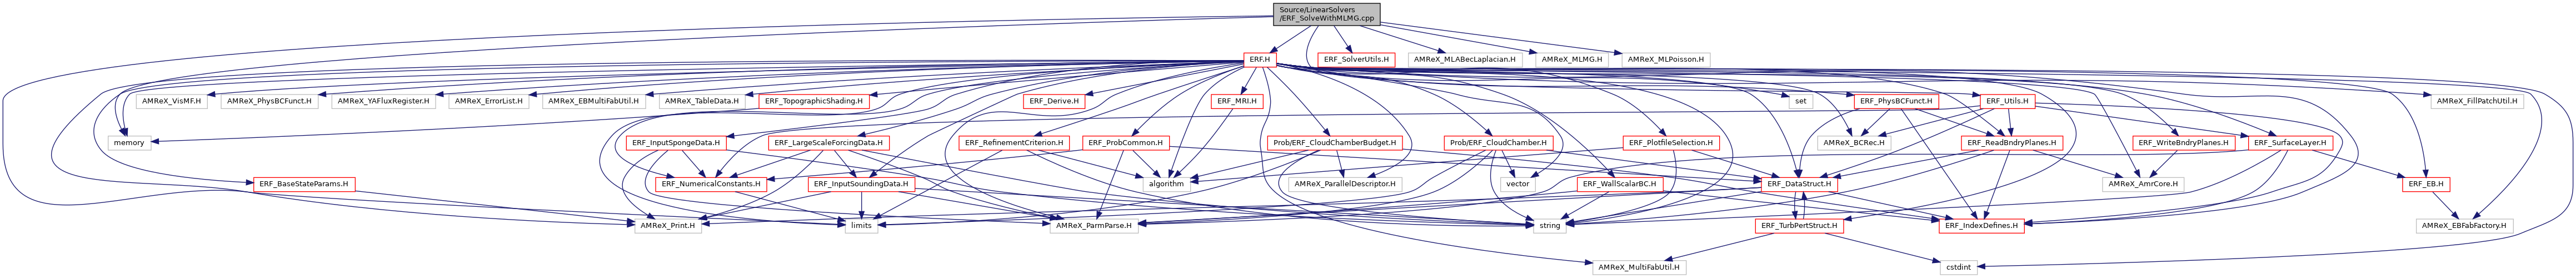 Source/LinearSolvers
/ERF_SolveWithMLMG.cpp
ERF.H
ERF_SolverUtils.H
AMReX_MLABecLaplacian.H
AMReX_MLMG.H
AMReX_MLPoisson.H
AMReX_VisMF.H
AMReX_PhysBCFunct.H
AMReX_YAFluxRegister.H
AMReX_ErrorList.H
AMReX_EBMultiFabUtil.H
AMReX_TableData.H
ERF_TopographicShading.H
ERF_Derive.H
ERF_MRI.H
set
ERF_PhysBCFunct.H
ERF_Utils.H
AMReX_FillPatchUtil.H
memory
ERF_InputSpongeData.H
ERF_LargeScaleForcingData.H
ERF_RefinementCriterion.H
ERF_ProbCommon.H
Prob/ERF_CloudChamberBudget.H
Prob/ERF_CloudChamber.H
ERF_PlotfileSelection.H
AMReX_BCRec.H
ERF_ReadBndryPlanes.H
ERF_WriteBndryPlanes.H
ERF_SurfaceLayer.H
ERF_BaseStateParams.H
ERF_NumericalConstants.H
ERF_InputSoundingData.H
algorithm
AMReX_ParallelDescriptor.H
vector
ERF_WallScalarBC.H
ERF_DataStruct.H
AMReX_AmrCore.H
ERF_EB.H
AMReX_Print.H
limits
AMReX_ParmParse.H
string
ERF_TurbPertStruct.H
ERF_IndexDefines.H
AMReX_EBFabFactory.H
AMReX_MultiFabUtil.H
cstdint